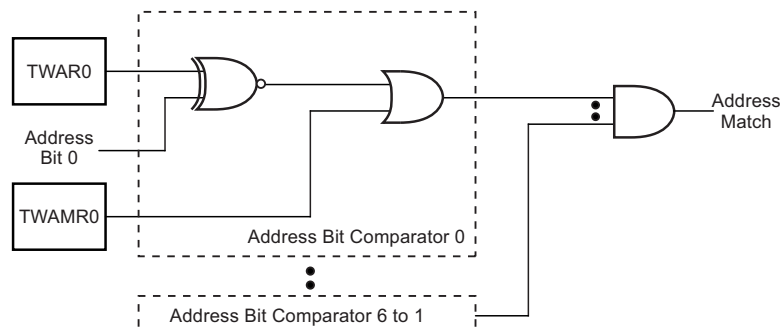 TWAR0
Address
Bit 0
TWAMR0
Address Bit Comparator 0
Address Bit Comparator 6 to 1
Address
Match